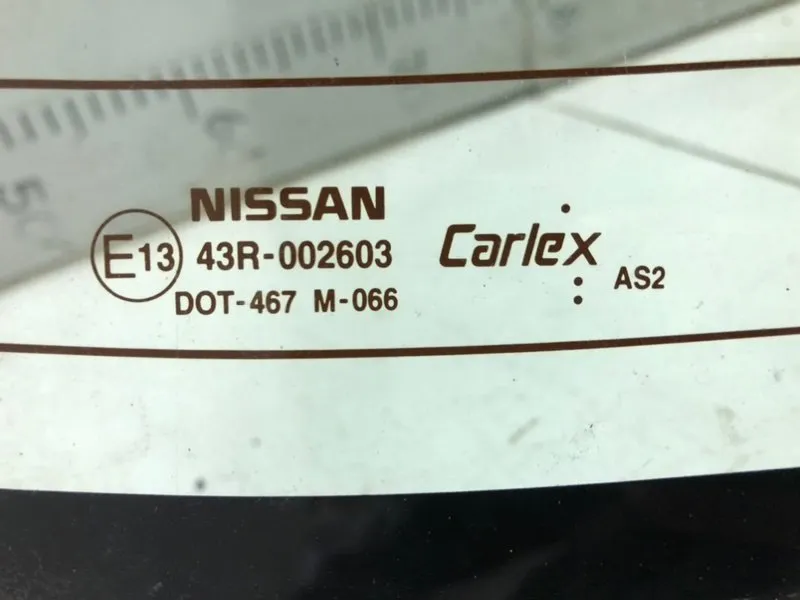 NISSAN
E13 43R-002603
DOT-467 M-066
Carlex
AS2